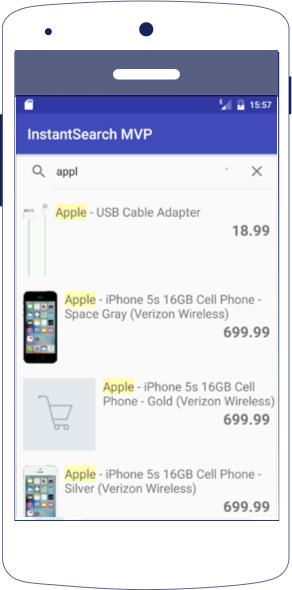 15:57
InstantSearch MVP
appl
Apple - USB Cable Adapter
18.99
Apple - iPhone 5s 16GB Cell Phone -
Space Gray (Verizon Wireless)
699.99
Apple - iPhone 5s 16GB Cell
Phone - Gold (Verizon Wireless)
699.99
Apple - iPhone 5s 16GB Cell Phone -
Silver (Verizon Wireless)
699.99